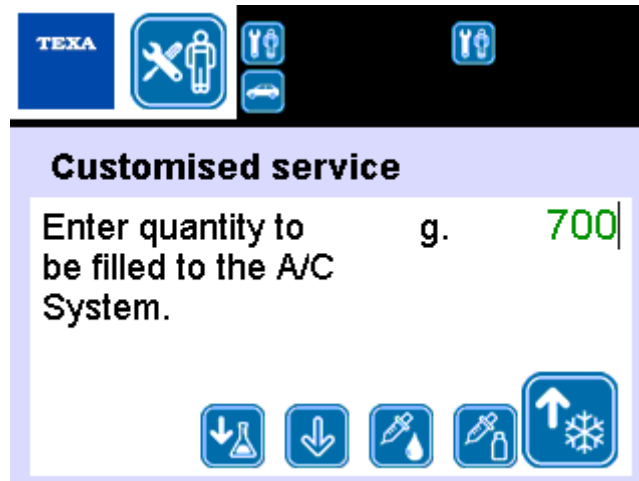 TEXA
Customised service
Enter quantity to g. 700
be filled to the A/C
System.